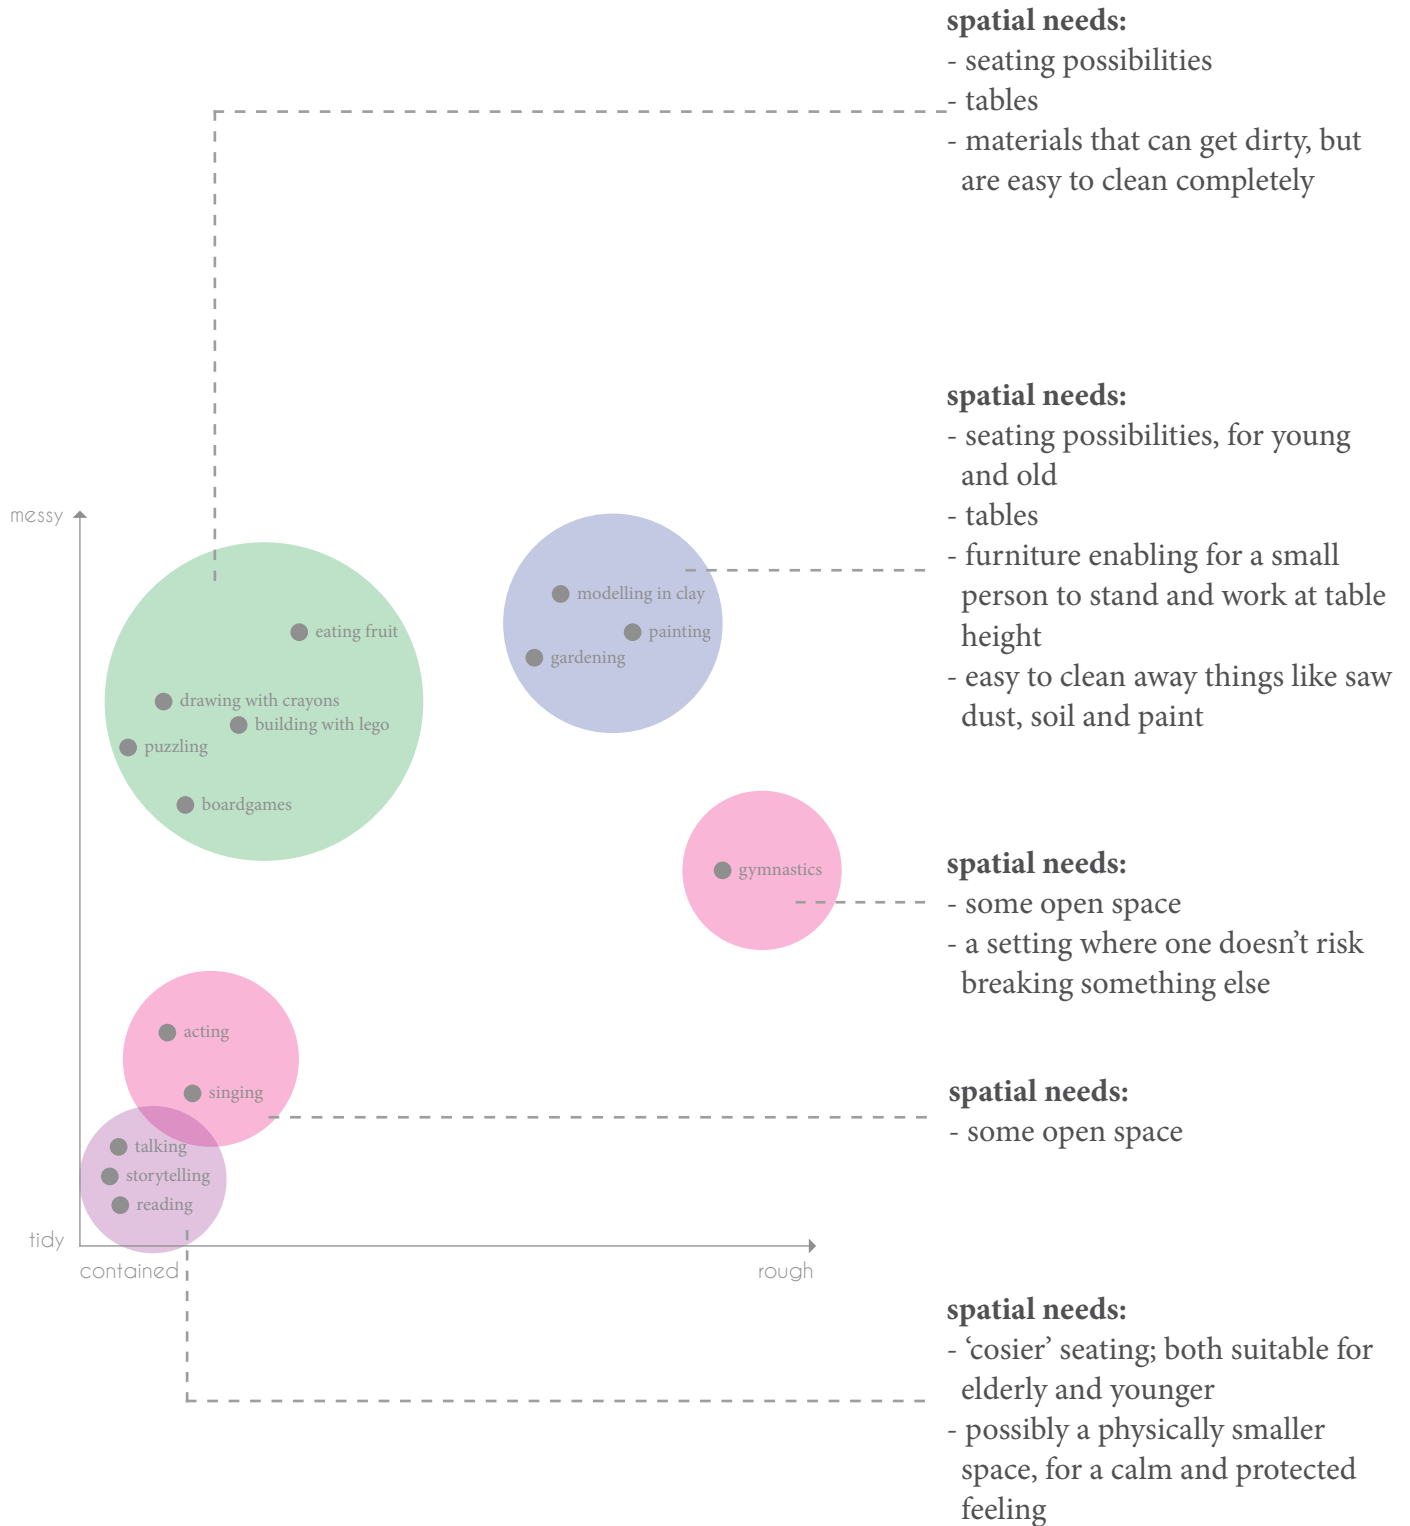 spatial needs:
- seating possibilities
- tables
- materials that can get dirty, but
are easy to clean completely
spatial needs:
- seating possibilities, for young
and old
- tables
- furniture enabling for a small
person to stand and work at table
height
- easy to clean away things like saw
dust, soil and paint
messy
modelling in clay
eating fruit
painting
gardening
drawing with crayons
building with lego
puzzling
boardgames
gymnastics
spatial needs:
- some open space
- a setting where one doesn’t risk
breaking something else
acting
singing
spatial needs:
- some open space
talking
storytelling
reading
tidy
contained
rough
spatial needs:
- ‘cosier’ seating; both suitable for
elderly and younger
- possibly a physically smaller
space, for a calm and protected
feeling